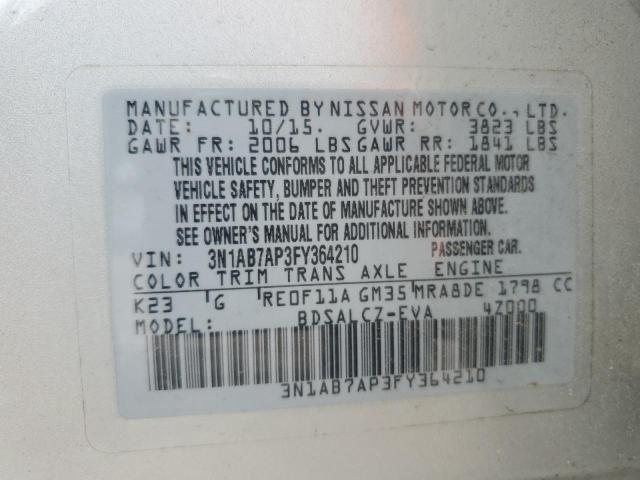 MANUFACTURED BY NISSAN MOTOR CO., LTD.
DATE: 10/15. GVWR: 3823 LBS
GAWR FR: 2006 LBS GAWR RR: 1841 LBS
THIS VEHICLE CONFORMS TO ALL APPLICABLE FEDERAL MOTOR
VEHICLE SAFETY, BUMPER AND THEFT PREVENTION STANDARDS
IN EFFECT ON THE DATE OF MANUFACTURE SHOWN ABOVE.
SEE OWNER'S MANUAL FOR ADDITIONAL INFORMATION.
VIN: 3N1AB7AP3FY364210 PASSENGER CAR.
COLOR TRIM TRANS AXLE ENGINE
K23 G RE0F11A GM35 MRA8DE 1798 CC
MODEL: BDSALCZ-EVA 4Z000
3N1AB7AP3FY364210